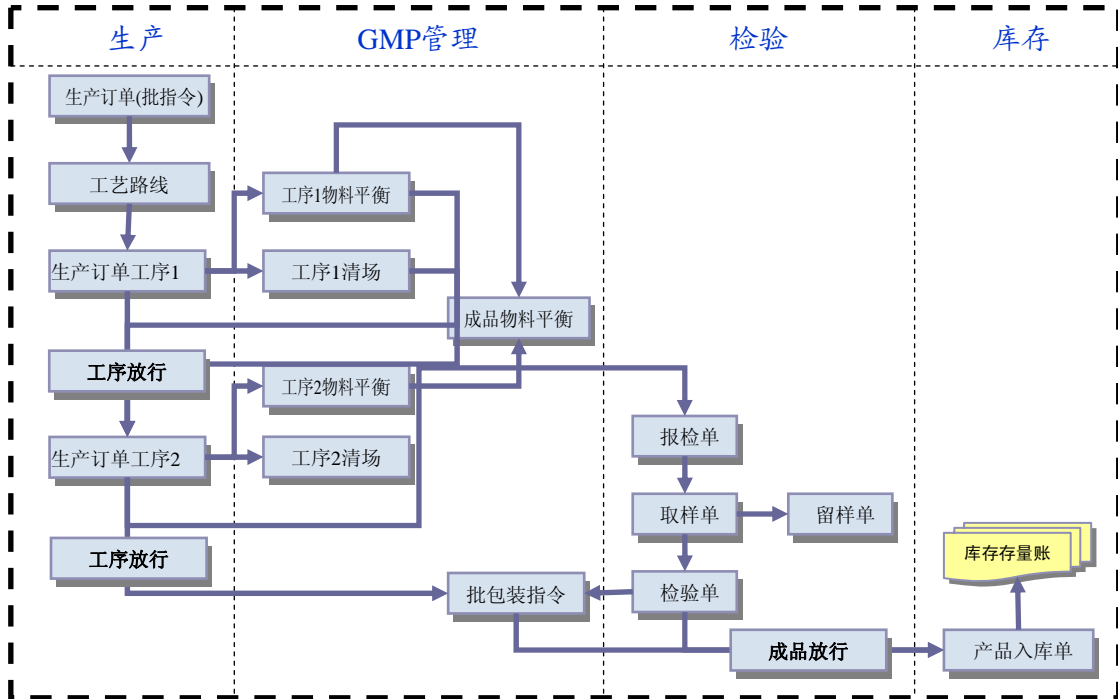 生产
GMP管理
检验
库存
生产订单(批指令)
工艺路线
工序1物料平衡
生产订单工序1
工序1清场
成品物料平衡
工序放行
工序2物料平衡
报检单
生产订单工序2
工序2清场
取样单
留样单
工序放行
库存存量账
批包装指令
检验单
成品放行
产品入库单